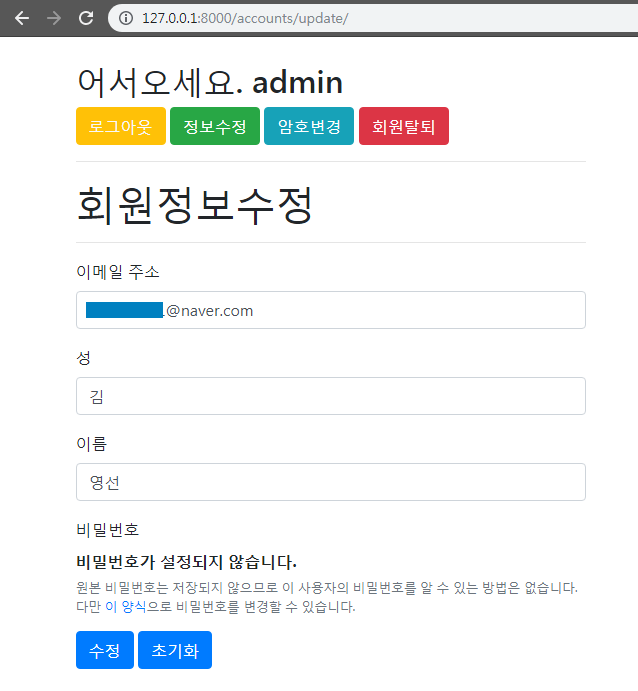 127.0.0.1:8000/accounts/update/
어서오세요. admin
로그아웃 정보수정 암호변경 회원탈퇴
회원정보수정
이메일 주소
@naver.com
성
김
이름
영선
비밀번호
비밀번호가 설정되지 않습니다.
원본 비밀번호는 저장되지 않으므로 이 사용자의 비밀번호를 알 수 있는 방법은 없습니다.
다만 이 양식으로 비밀번호를 변경할 수 있습니다.
수정 초기화